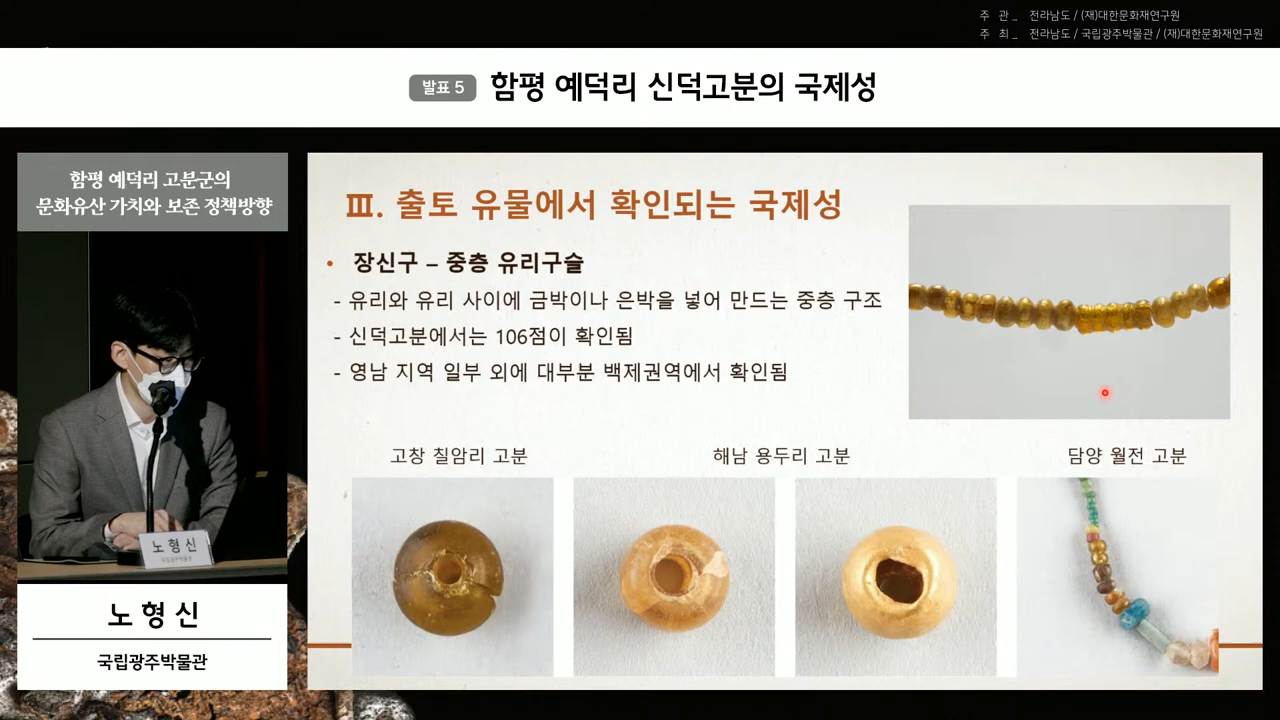 주 관 _ 전라남도 / (재)대한문화재연구원
주 최 _ 전라남도 / 국립광주박물관 / (재)대한문화재연구원
발표 5 함평 예덕리 신덕고분의 국제성
함평 예덕리 고분군의
문화유산 가치와 보존 정책방향
Ⅲ. 출토 유물에서 확인되는 국제성
• 장신구 – 중층 유리구슬
- 유리와 유리 사이에 금박이나 은박을 넣어 만드는 중층 구조
- 신덕고분에서는 106점이 확인됨
- 영남 지역 일부 외에 대부분 백제권역에서 확인됨
고창 칠암리 고분 해남 용두리 고분 담양 월전 고분
노 형 신
국립광주박물관
노 형 신
국립광주박물관